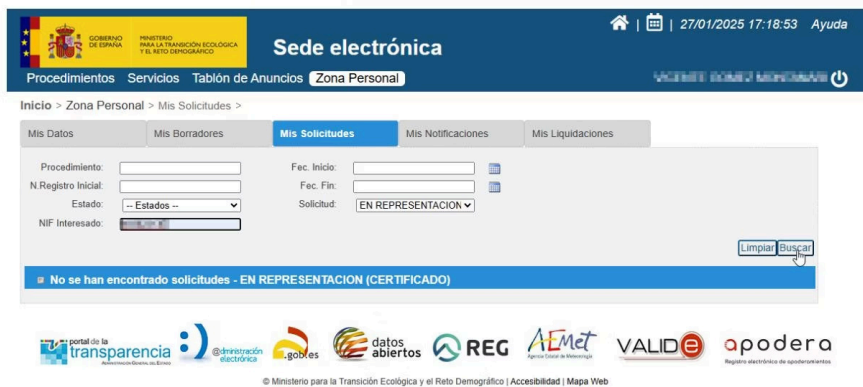 GOBIERNO DE ESPAÑA
MINISTERIO PARA LA TRANSICIÓN ECOLÓGICA Y EL RETO DEMOGRÁFICO
Sede electrónica
| | 27/01/2025 17:18:53 Ayuda
Procedimientos Servicios Tablón de Anuncios Zona Personal
Inicio > Zona Personal > Mis Solicitudes >
Mis Datos Mis Borradores Mis Solicitudes Mis Notificaciones Mis Liquidaciones
Procedimiento: Fec. Inicio:
N.Registro Inicial: Fec. Fin:
Estado: -- Estados -- Solicitud: EN REPRESENTACION
NIF Interesado:
Limpiar Buscar
No se han encontrado solicitudes - EN REPRESENTACION (CERTIFICADO)
portal de la transparencia
ADMINISTRACIÓN GENERAL DEL ESTADO
@dministración electrónica
.gob.es
datos abiertos
REG
AEMet
Agencia Estatal de Meteorología
VALIDe
apodera
Registro electrónico de apoderamientos
© Ministerio para la Transición Ecológica y el Reto Demográfico | Accesibilidad | Mapa Web